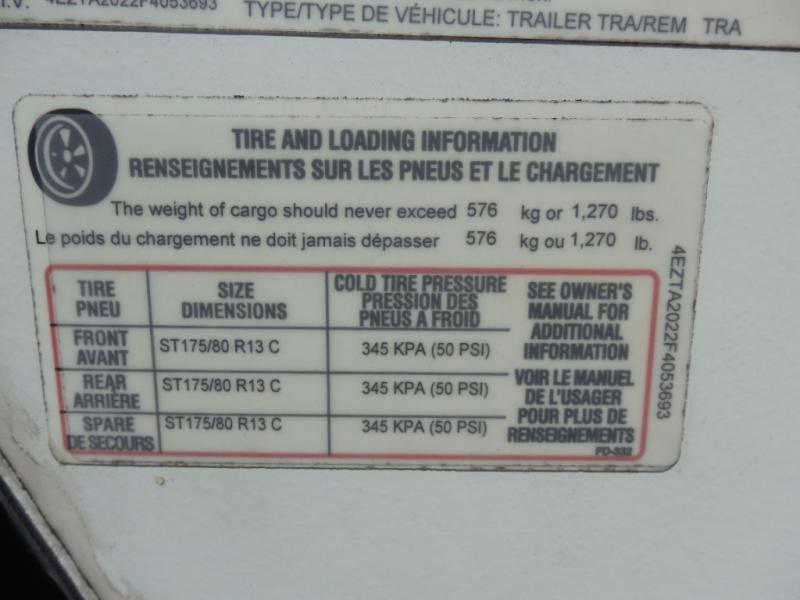 4EZTA2022F4053693
TYPE/TYPE DE VÉHICULE: TRAILER TRA/REM TRA
TIRE AND LOADING INFORMATION
RENSEIGNEMENTS SUR LES PNEUS ET LE CHARGEMENT
The weight of cargo should never exceed 576 kg or 1,270 lbs.
Le poids du chargement ne doit jamais dépasser 576 kg ou 1,270 lb.
TIRE
PNEU
SIZE
DIMENSIONS
COLD TIRE PRESSURE
PRESSION DES
PNEUS A FROID
SEE OWNER'S
MANUAL FOR
ADDITIONAL
INFORMATION
FRONT
AVANT
ST175/80 R13 C
345 KPA (50 PSI)
REAR
ARRIÈRE
ST175/80 R13 C
345 KPA (50 PSI)
VOIR LE MANUEL
DE L'USAGER
POUR PLUS DE
RENSEIGNEMENTS
SPARE
DE SECOURS
ST175/80 R13 C
345 KPA (50 PSI)
FD-332
4EZTA2022F4053693